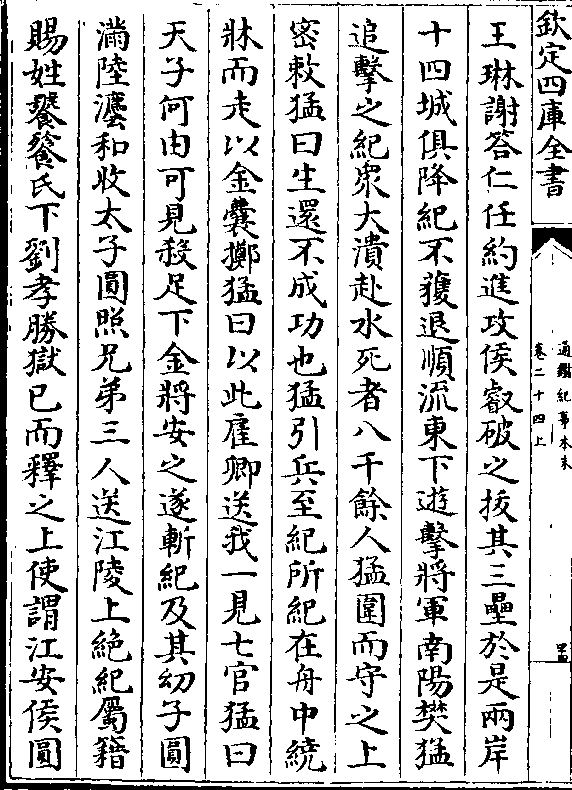 欽定四庫全書
通鑑紀事本末
卷二十四上
王琳謝答仁任約進攻侯叡破之拔其三壘於是兩岸
十四城俱降紀不獲退順流東下遊擊將軍南陽樊猛
追擊之紀衆大潰赴水死者八千餘人猛圍而守之上
密敕猛曰生還不成功也猛引兵至紀所紀在舟中繞
牀而走以金囊擲猛曰以此雇卿送我一見七官猛曰
天子何由可見殺足下金將安之遂斬紀及其幼子圓
滿陸灋和收太子圓照兄弟三人送江陵上絶紀屬籍
賜姓饕餮氏下劉孝勝獄已而釋之上使謂江安侯圓